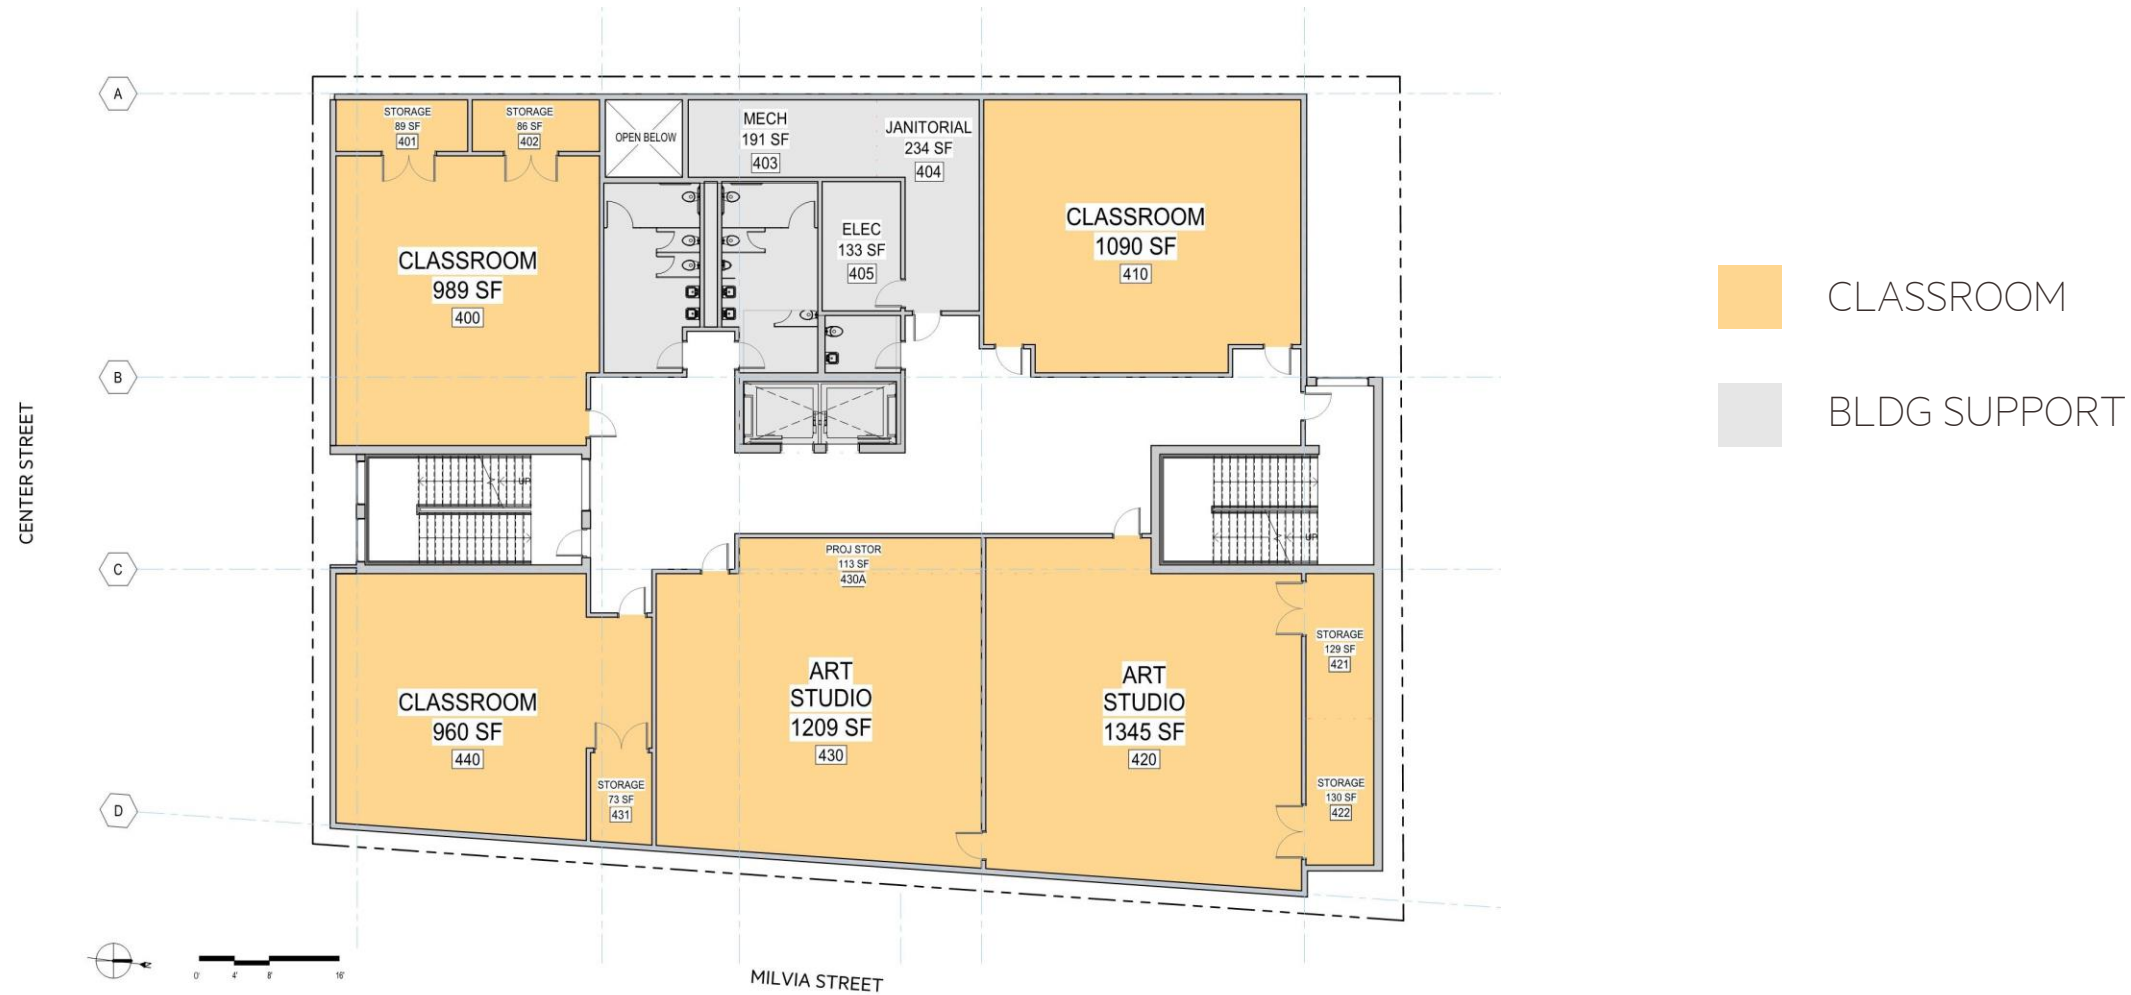 A
STORAGE
89 SF
401
STORAGE
86 SF
402
OPEN BELOW
MECH
191 SF
403
JANITORIAL
234 SF
404
CLASSROOM
989 SF
400
ELEC
133 SF
405
CLASSROOM
1090 SF
410
CLASSROOM
BLDG SUPPORT
B
CENTER STREET
UP
UP
C
PROJ STOR
113 SF
430A
CLASSROOM
960 SF
440
STORAGE
73 SF
431
ART
STUDIO
1209 SF
430
ART
STUDIO
1345 SF
420
STORAGE
129 SF
421
STORAGE
130 SF
422
D
N
0'
4'
8'
16'
MILVIA STREET